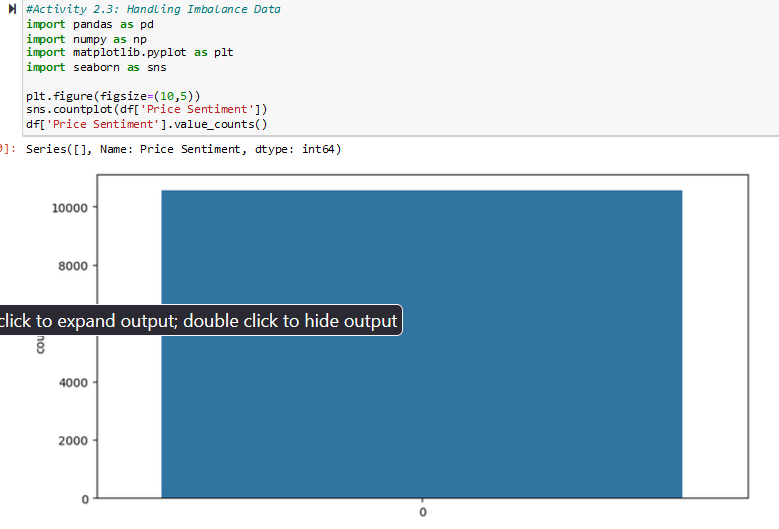 #Activity 2.3: Handling Imbalance Data
import pandas as pd
import numpy as np
import matplotlib.pyplot as plt
import seaborn as sns
plt.figure(figsize=(10,5))
sns.countplot(df['Price Sentiment'])
df['Price Sentiment'].value_counts()
]: Series([], Name: Price Sentiment, dtype: int64)
10000
8000
click to expand output; double click to hide output
cou
4000
2000
0
0